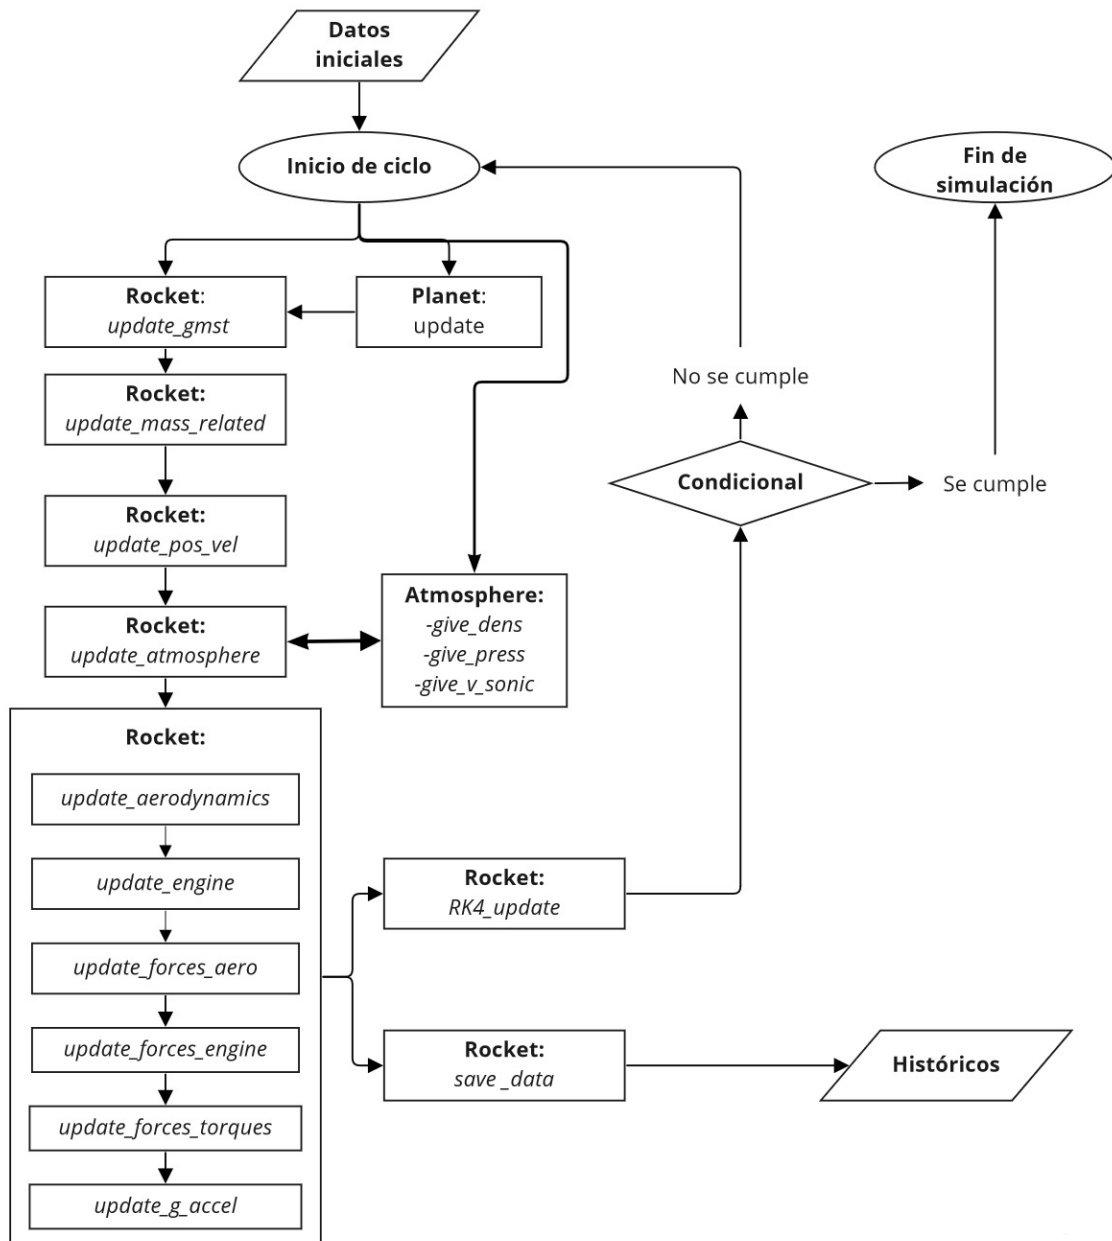 Datos
iniciales
Inicio de ciclo
Fin de
simulación
Rocket:
update_gmst
Planet:
update
Rocket:
update_mass_related
No se cumple
Condicional
Se cumple
Rocket:
update_pos_vel
Rocket:
update_atmosphere
Atmosphere:
-give_dens
-give_press
-give_v_sonic
Rocket:
update_aerodynamics
update_engine
update_forces_aero
update_forces_engine
update_forces_torques
update_g_accel
Rocket:
RK4_update
Rocket:
save _data
Históricos